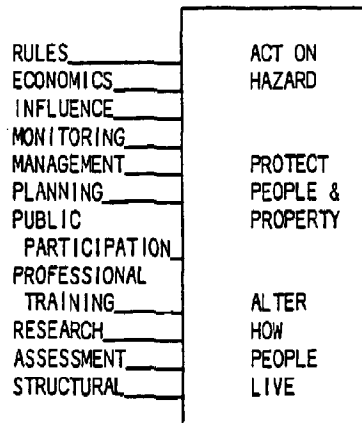 RULES
ECONOMICS
INFLUENCE
MONITORING
MANAGEMENT
PLANNING
PUBLIC
PARTICIPATION
PROFESSIONAL
TRAINING
RESEARCH
ASSESSMENT
STRUCTURAL
ACT ON
HAZARD
PROTECT
PEOPLE &
PROPERTY
ALTER
HOW
PEOPLE
LIVE